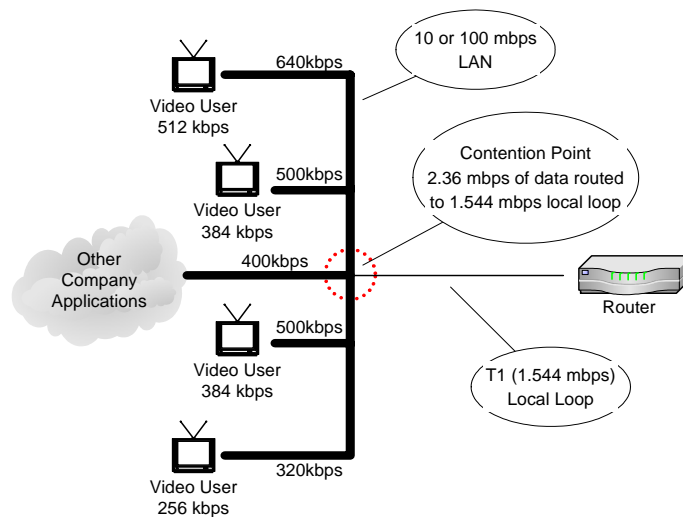 640kbps
Video User
512 kbps
10 or 100 mbps
LAN
500kbps
Video User
384 kbps
Contention Point
2.36 mbps of data routed
to 1.544 mbps local loop
Other
Company
Applications
400kbps
Router
500kbps
Video User
384 kbps
T1 (1.544 mbps)
Local Loop
320kbps
Video User
256 kbps